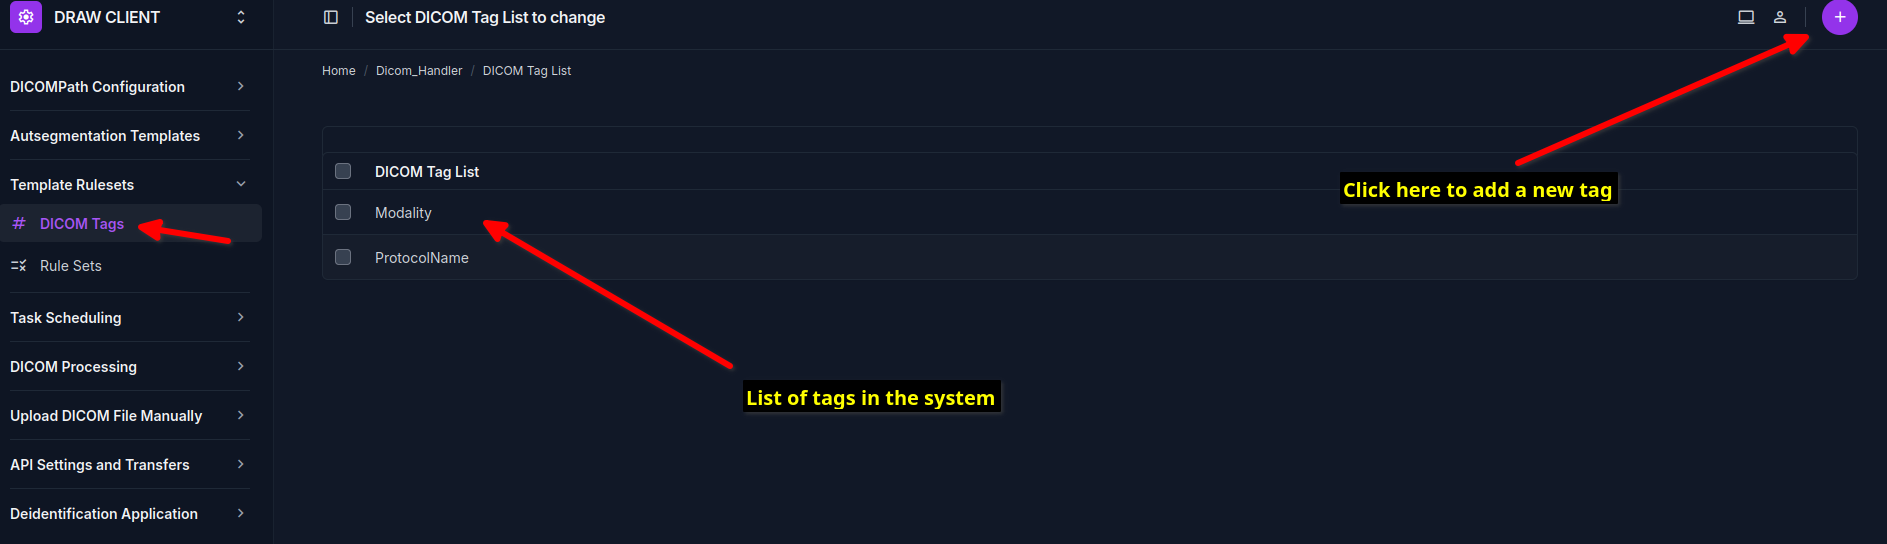 DRAW CLIENT
Select DICOM Tag List to change
Home / Dicom_Handler / DICOM Tag List
DICOMPath Configuration
Autsegmentation Templates
Template Rulesets
DICOM Tags
Rule Sets
Task Scheduling
DICOM Processing
Upload DICOM File Manually
API Settings and Transfers
Deidentification Application
DICOM Tag List
Modality
ProtocolName
Click here to add a new tag
List of tags in the system